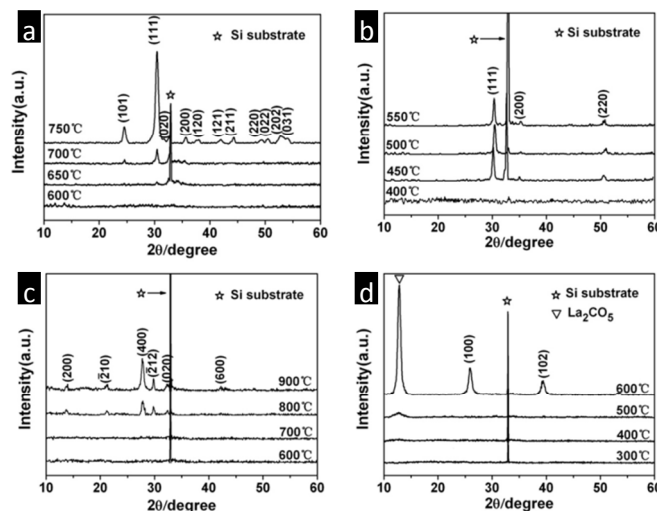 a
☆ Si substrate
(111)
(101)
(020)
(200)
(120)
(121)
(211)
(220)
(022)
(202)
(031)
750℃
700℃
650℃
600℃
Intensity(a.u.)
10 20 30 40 50 60
2θ/degree
b
☆ Si substrate
(111)
(200)
(220)
550℃
500℃
450℃
400℃
Intensity(a.u.)
10 20 30 40 50 60
2θ/degree
c
☆ Si substrate
(200)
(210)
(400)
(212)
(020)
(600)
900℃
800℃
700℃
600℃
Intensity(a.u.)
10 20 30 40 50 60
2θ/degree
d
☆ Si substrate
▽ La₂CO₅
(100)
(102)
600℃
500℃
400℃
300℃
Intensity(a.u.)
10 20 30 40 50 60
2θ/degree